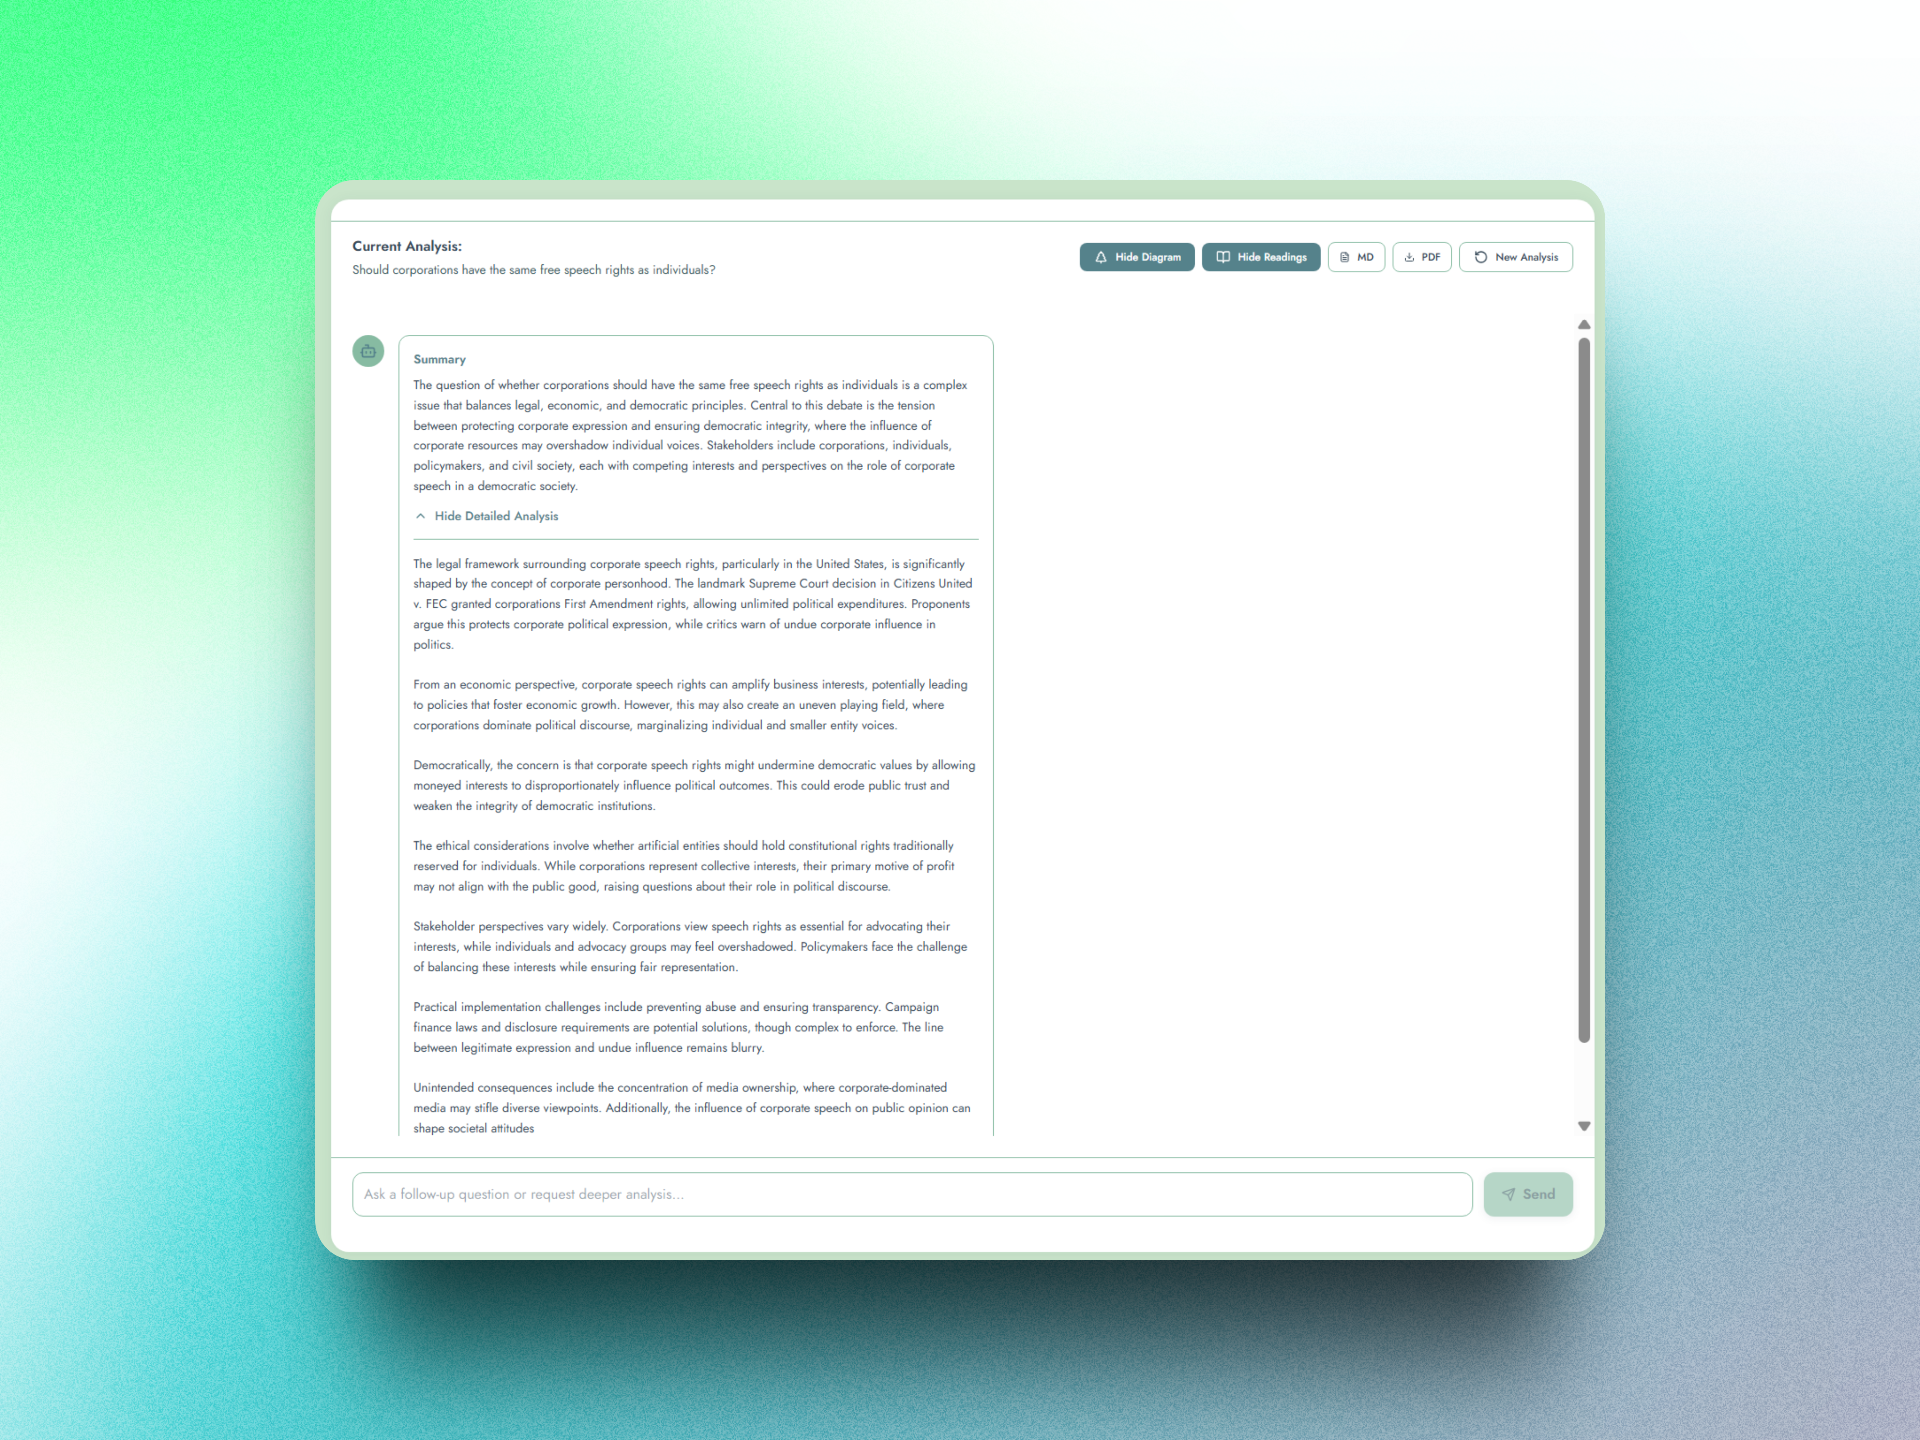 Current Analysis:
Should corporations have the same free speech rights as individuals?
Hide Diagram
Hide Readings
MD
PDF
New Analysis
Summary
The question of whether corporations should have the same free speech rights as individuals is a complex
issue that balances legal, economic, and democratic principles. Central to this debate is the tension
between protecting corporate expression and ensuring democratic integrity, where the influence of
corporate resources may overshadow individual voices. Stakeholders include corporations, individuals,
policymakers, and civil society, each with competing interests and perspectives on the role of corporate
speech in a democratic society.
Hide Detailed Analysis
The legal framework surrounding corporate speech rights, particularly in the United States, is significantly
shaped by the concept of corporate personhood. The landmark Supreme Court decision in Citizens United
v. FEC granted corporations First Amendment rights, allowing unlimited political expenditures. Proponents
argue this protects corporate political expression, while critics warn of undue corporate influence in
politics.
From an economic perspective, corporate speech rights can amplify business interests, potentially leading
to policies that foster economic growth. However, this may also create an uneven playing field, where
corporations dominate political discourse, marginalizing individual and smaller entity voices.
Democratically, the concern is that corporate speech rights might undermine democratic values by allowing
moneyed interests to disproportionately influence political outcomes. This could erode public trust and
weaken the integrity of democratic institutions.
The ethical considerations involve whether artificial entities should hold constitutional rights traditionally
reserved for individuals. While corporations represent collective interests, their primary motive of profit
may not align with the public good, raising questions about their role in political discourse.
Stakeholder perspectives vary widely. Corporations view speech rights as essential for advocating their
interests, while individuals and advocacy groups may feel overshadowed. Policymakers face the challenge
of balancing these interests while ensuring fair representation.
Practical implementation challenges include preventing abuse and ensuring transparency. Campaign
finance laws and disclosure requirements are potential solutions, though complex to enforce. The line
between legitimate expression and undue influence remains blurry.
Unintended consequences include the concentration of media ownership, where corporate-dominated
media may stifle diverse viewpoints. Additionally, the influence of corporate speech on public opinion can
shape societal attitudes
Ask a follow-up question or request deeper analysis...
Send